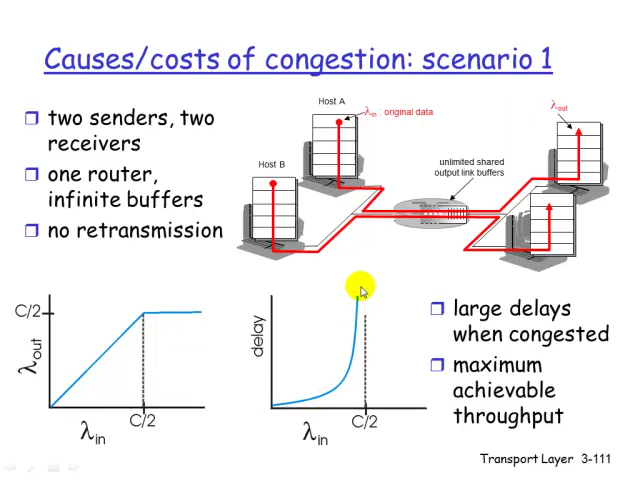 Causes/costs of congestion: scenario 1
two senders, two
receivers
one router,
infinite buffers
no retransmission
Host A
λin : original data
λout
Host B
unlimited shared
output link buffers
C/2
λout
C/2
λin
delay
C/2
λin
large delays
when congested
maximum
achievable
throughput
Transport Layer 3-111